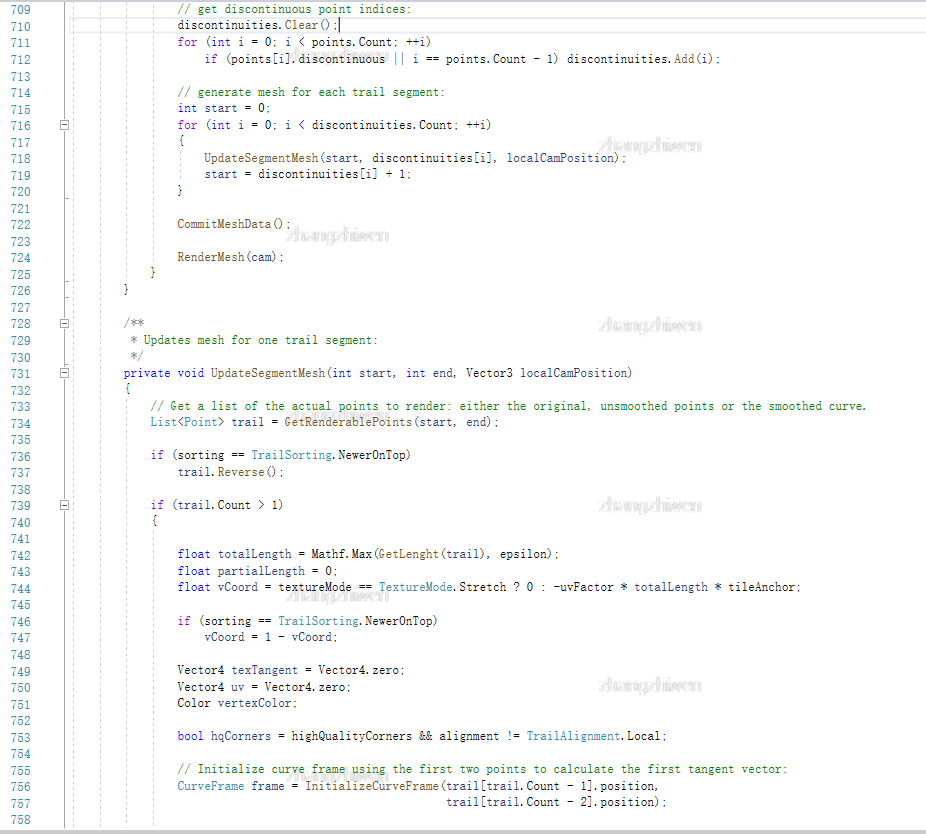 709 // get discontinuous point indices:
710 discontinuities.Clear();
711 for (int i = 0; i < points.Count; ++i)
712 if (points[i].discontinuous || i == points.Count - 1) discontinuities.Add(i);
713
714 // generate mesh for each trail segment:
715 int start = 0;
716 for (int i = 0; i < discontinuities.Count; ++i)
717 {
718 UpdateSegmentMesh(start, discontinuities[i], localCamPosition);
719 start = discontinuities[i] + 1;
720 }
721
722 CommitMeshData();
723
724 RenderMesh(cam);
725 }
726 }
727
728 /**
729 * Updates mesh for one trail segment:
730 */
731 private void UpdateSegmentMesh(int start, int end, Vector3 localCamPosition)
732 {
733 // Get a list of the actual points to render: either the original, unsmoothed points or the smoothed curve.
734 List<Point> trail = GetRenderablePoints(start, end);
735
736 if (sorting == TrailSorting.NewerOnTop)
737 trail.Reverse();
738
739 if (trail.Count > 1)
740 {
741
742 float totalLength = Mathf.Max(GetLenght(trail), epsilon);
743 float partialLength = 0;
744 float vCoord = textureMode == TextureMode.Stretch ? 0 : -uvFactor * totalLength * tileAnchor;
745
746 if (sorting == TrailSorting.NewerOnTop)
747 vCoord = 1 - vCoord;
748
749 Vector4 texTangent = Vector4.zero;
750 Vector4 uv = Vector4.zero;
751 Color vertexColor;
752
753 bool hqCorners = highQualityCorners && alignment != TrailAlignment.Local;
754
755 // Initialize curve frame using the first two points to calculate the first tangent vector:
756 CurveFrame frame = InitializeCurveFrame(trail[trail.Count - 1].position,
757 trail[trail.Count - 2].position);
758
zhangzhiwen
zhangzhiwen
zhangzhiwen
zhangzhiwen
zhangzhiwen
zhangzhiwen
zhangzhiwen
zhangzhiwen
zhangzhiwen